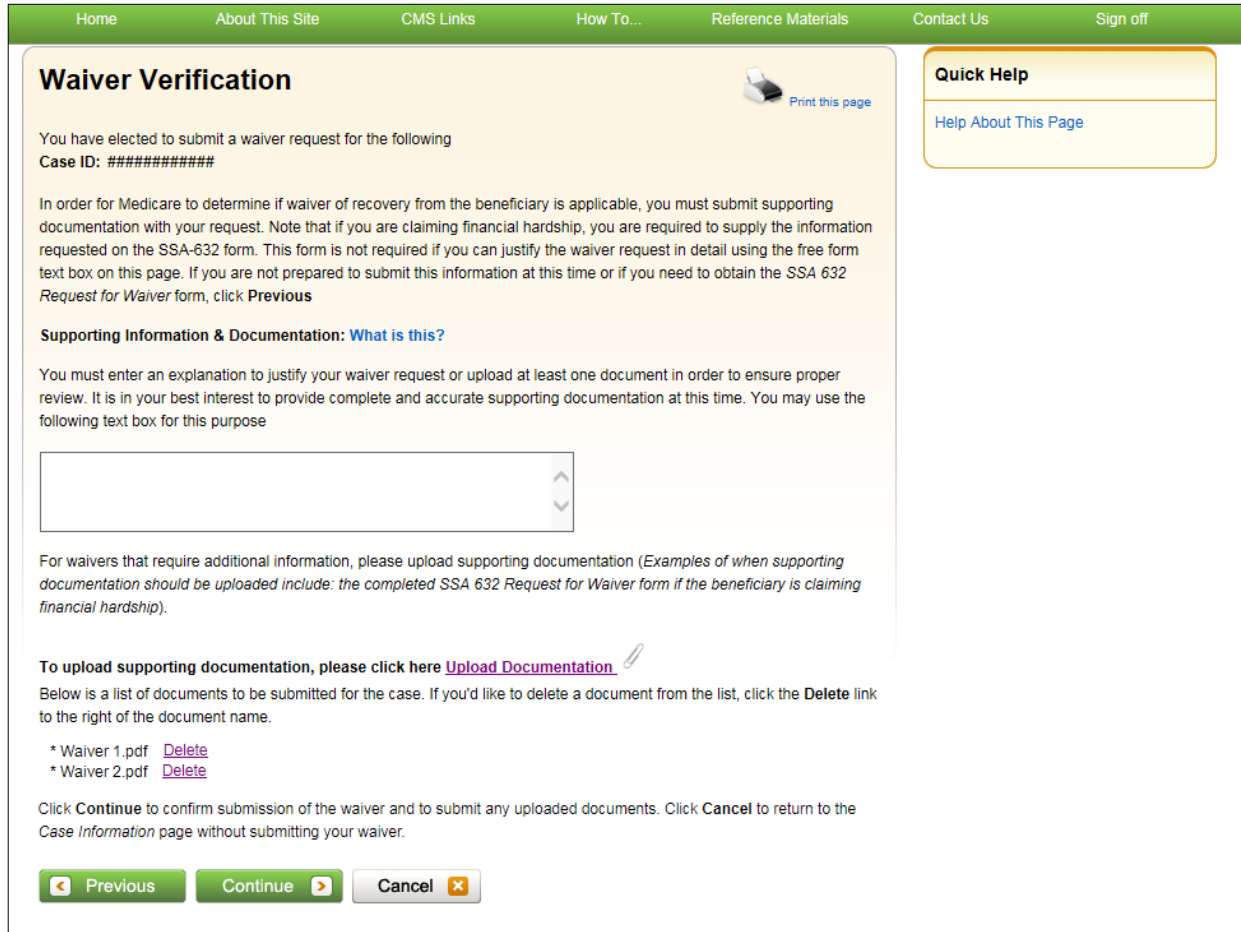 Home About This Site CMS Links How To... Reference Materials Contact Us Sign off
Waiver Verification
Print this page
You have elected to submit a waiver request for the following
Case ID: ############
In order for Medicare to determine if waiver of recovery from the beneficiary is applicable, you must submit supporting
documentation with your request. Note that if you are claiming financial hardship, you are required to supply the information
requested on the SSA-632 form. This form is not required if you can justify the waiver request in detail using the free form
text box on this page. If you are not prepared to submit this information at this time or if you need to obtain the SSA 632
Request for Waiver form, click Previous
Supporting Information & Documentation: What is this?
You must enter an explanation to justify your waiver request or upload at least one document in order to ensure proper
review. It is in your best interest to provide complete and accurate supporting documentation at this time. You may use the
following text box for this purpose
For waivers that require additional information, please upload supporting documentation (Examples of when supporting
documentation should be uploaded include: the completed SSA 632 Request for Waiver form if the beneficiary is claiming
financial hardship).
To upload supporting documentation, please click here Upload Documentation
Below is a list of documents to be submitted for the case. If you'd like to delete a document from the list, click the Delete link
to the right of the document name.
* Waiver 1.pdf Delete
* Waiver 2.pdf Delete
Click Continue to confirm submission of the waiver and to submit any uploaded documents. Click Cancel to return to the
Case Information page without submitting your waiver.
Previous Continue Cancel
Quick Help
Help About This Page